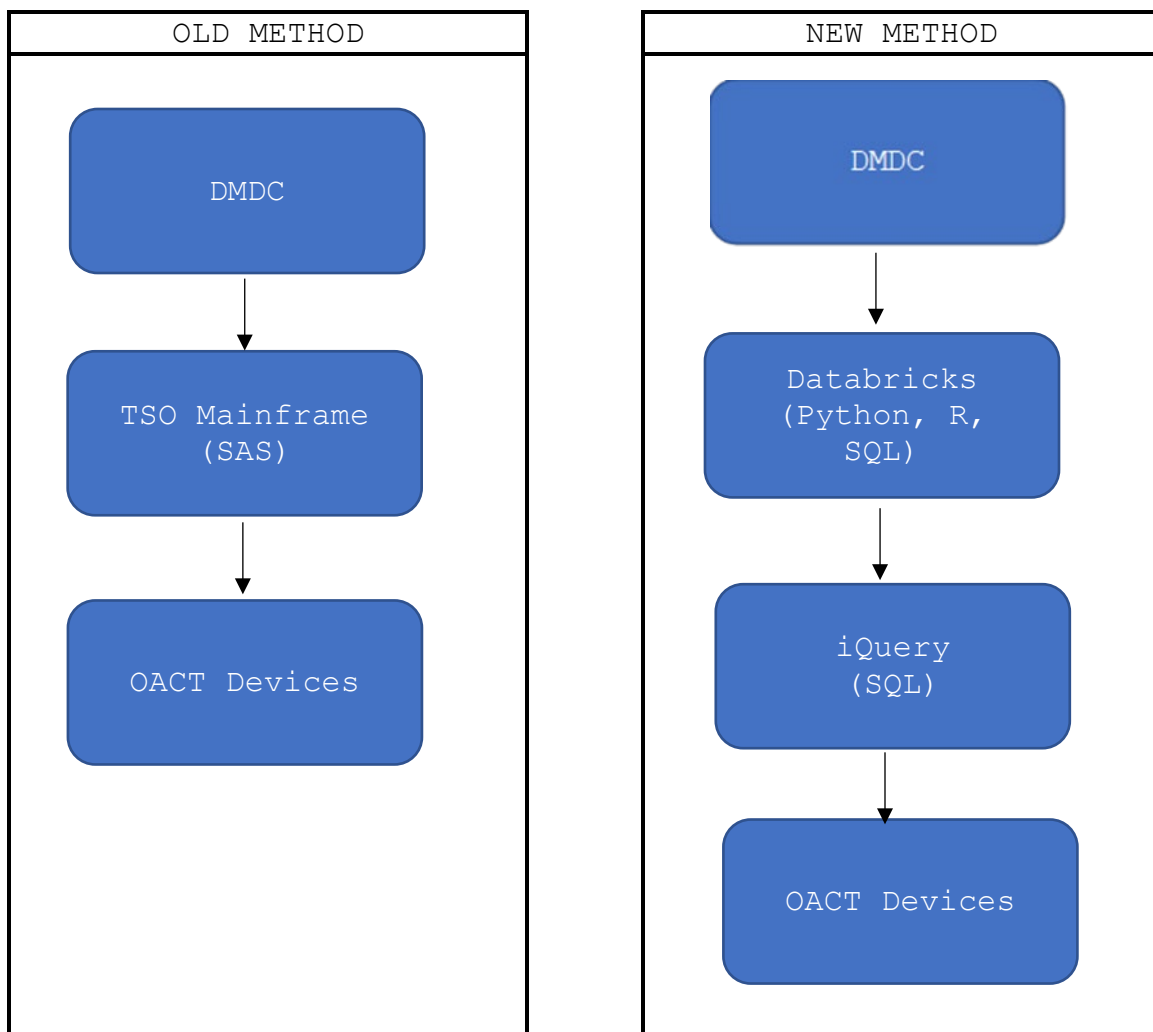 OLD METHOD
DMDC
TSO Mainframe
(SAS)
OACT Devices
NEW METHOD
DMDC
Databricks
(Python, R,
SQL)
iQuery
(SQL)
OACT Devices